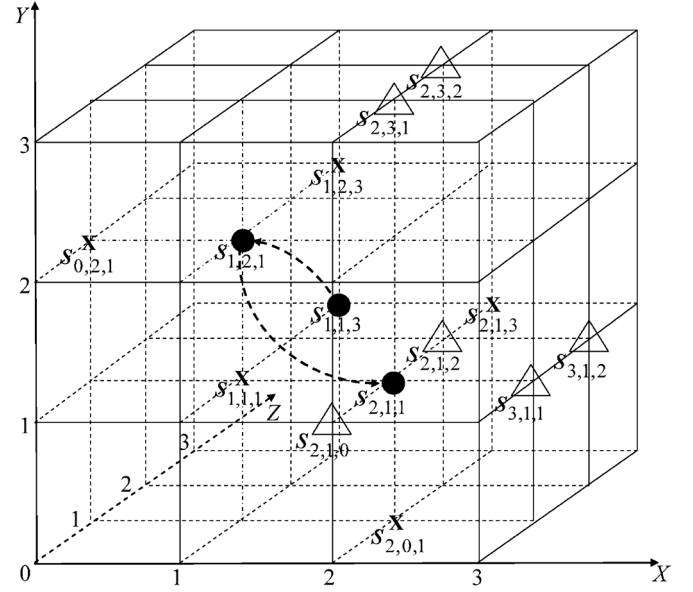 Y
S2,3,2
S2,3,1
3
X
S1,2,3
X
S0,2,1
S1,2,1
2
S1,1,3
X
S2,1,3
S2,1,2
S3,1,2
X
S1,1,1
Z
S2,1,1
S3,1,1
1
3
S2,1,0
2
1
X
S2,0,1
0
1
2
3
X